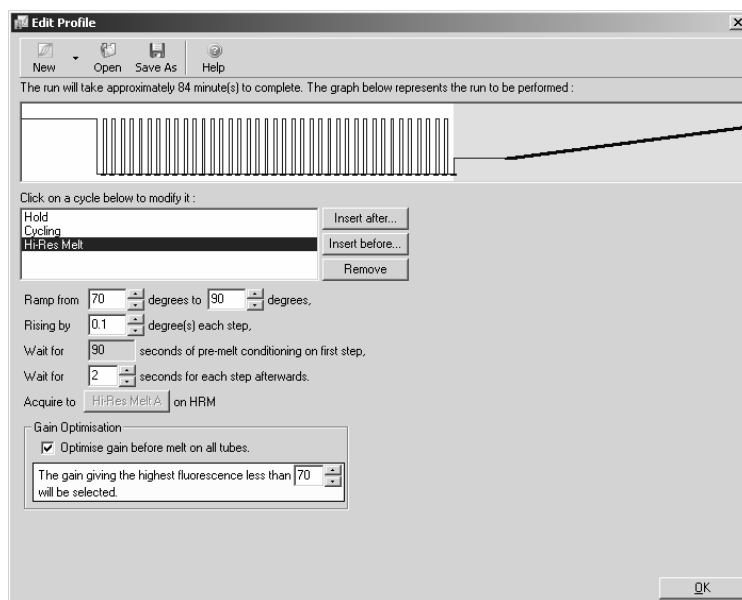 Edit Profile
New Open Save As Help
The run will take approximately 84 minute(s) to complete. The graph below represents the run to be performed :
Click on a cycle below to modify it :
Hold
Cycling
Hi-Res Melt
Insert after...
Insert before...
Remove
Ramp from 70 degrees to 90 degrees,
Rising by 0.1 degree(s) each step,
Wait for 90 seconds of pre-melt conditioning on first step,
Wait for 2 seconds for each step afterwards.
Acquire to Hi-Res Melt A on HRM
Gain Optimisation
Optimise gain before melt on all tubes.
The gain giving the highest fluorescence less than 70
will be selected.
OK